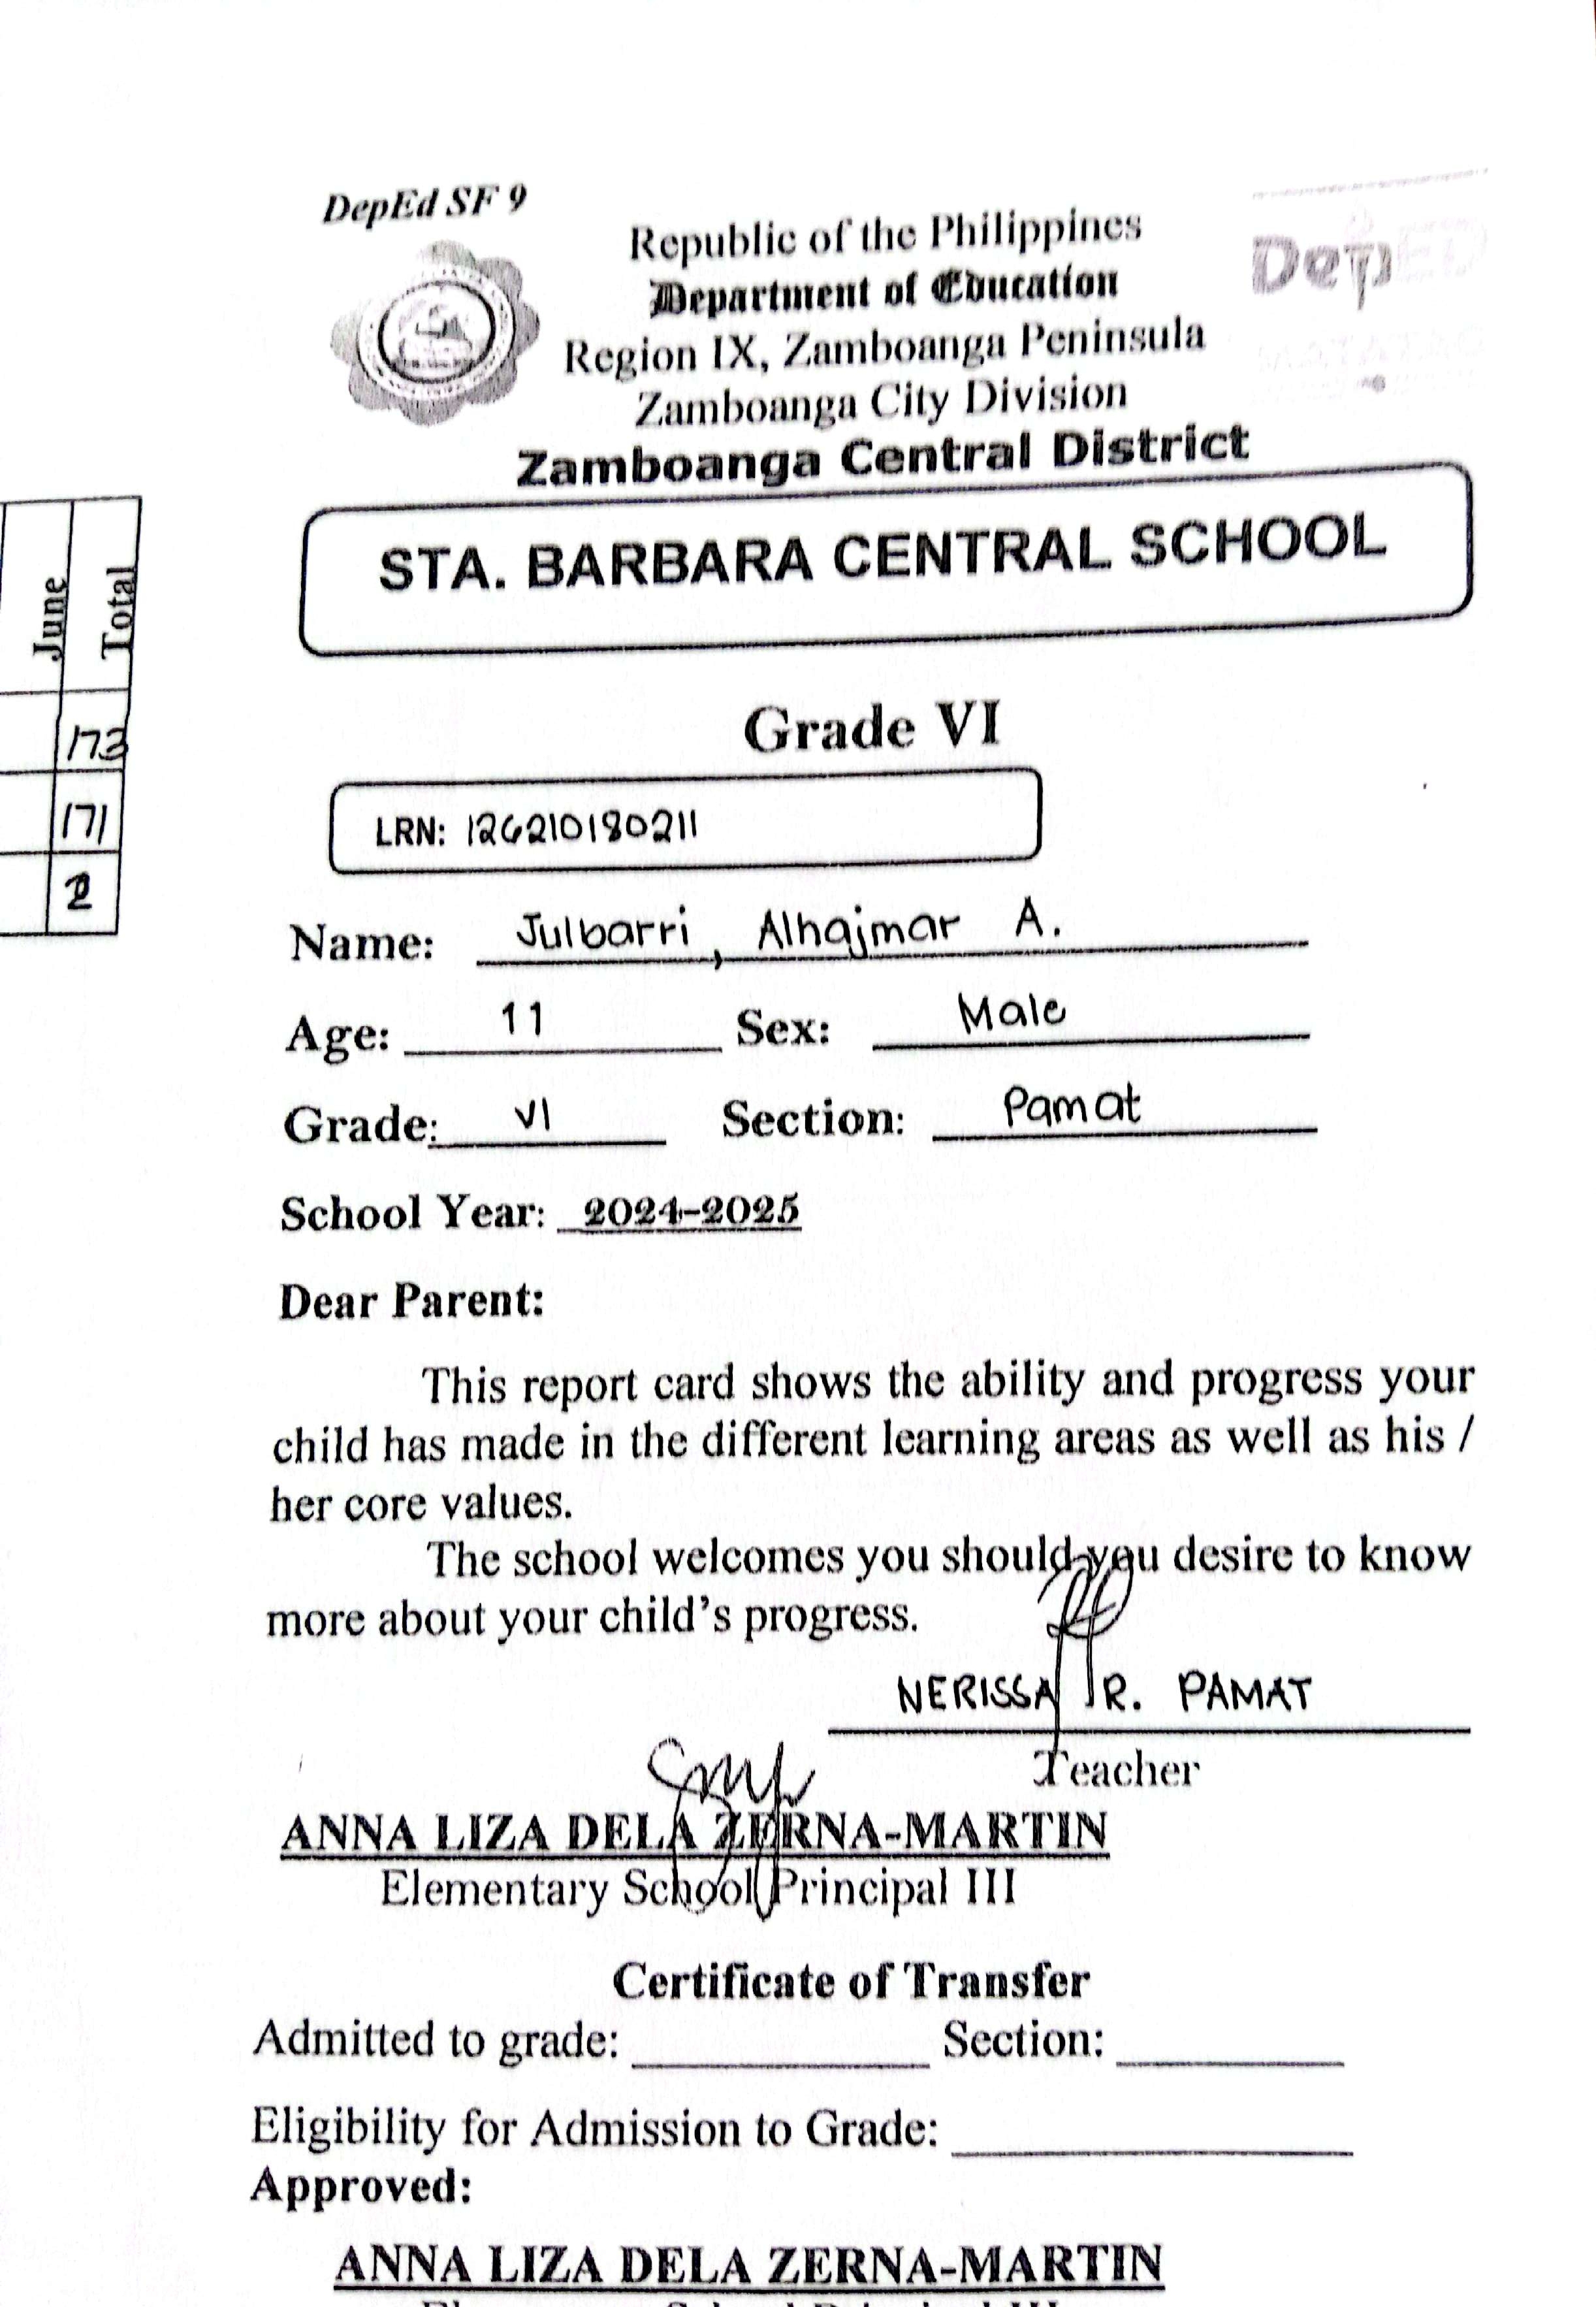 DepEd SF 9
Republic of the Philippines
Department of Education
Region IX, Zamboanga Peninsula
Zamboanga City Division
Zamboanga Central District
DepED
STA. BARBARA CENTRAL SCHOOL
June
Total
173
171
2
Grade VI
LRN: 126210180211
Name: Julbarri, Alhajmar A.
Age: 11 Sex: Male
Grade: VI Section: Pamat
School Year: 2024-2025
Dear Parent:
This report card shows the ability and progress your
child has made in the different learning areas as well as his /
her core values.
The school welcomes you should you desire to know
more about your child's progress.
NERISSA R. PAMAT
Teacher
ANNA LIZA DELA ZERNA-MARTIN
Elementary School Principal III
Certificate of Transfer
Admitted to grade: Section:
Eligibility for Admission to Grade:
Approved:
ANNA LIZA DELA ZERNA-MARTIN